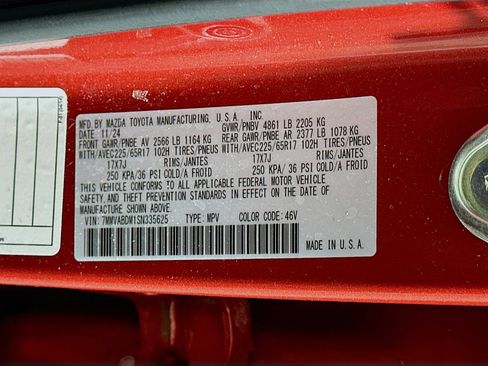 MFD BY MAZDA TOYOTA MANUFACTURING, U.S.A., INC.
DATE 11/24 GVWR/PNBV 4861 LB 2205 KG
FRONT GAWR/PNBE AV 2566 LB 1164 KG REAR GAWR/PNBE AR 2377 LB 1078 KG
WITH/AVEC225/65R17 102H TIRES/PNEUS WITH/AVEC225/65R17 102H TIRES/PNEUS
17X7J RIMS/JANTES 17X7J RIMS/JANTES
250 KPA/36 PSI COLD/A FROID 250 KPA/36 PSI COLD/A FROID
THIS VEHICLE CONFORMS TO ALL APPLICABLE FEDERAL MOTOR VEHICLE
SAFETY, AND THEFT PREVENTION STANDARDS IN EFFECT ON THE DATE OF
MANUFACTURE SHOWN ABOVE.
VIN: 7MMVABDW1SN335625 TYPE: MPV COLOR CODE: 46V
MADE IN U.S.A.